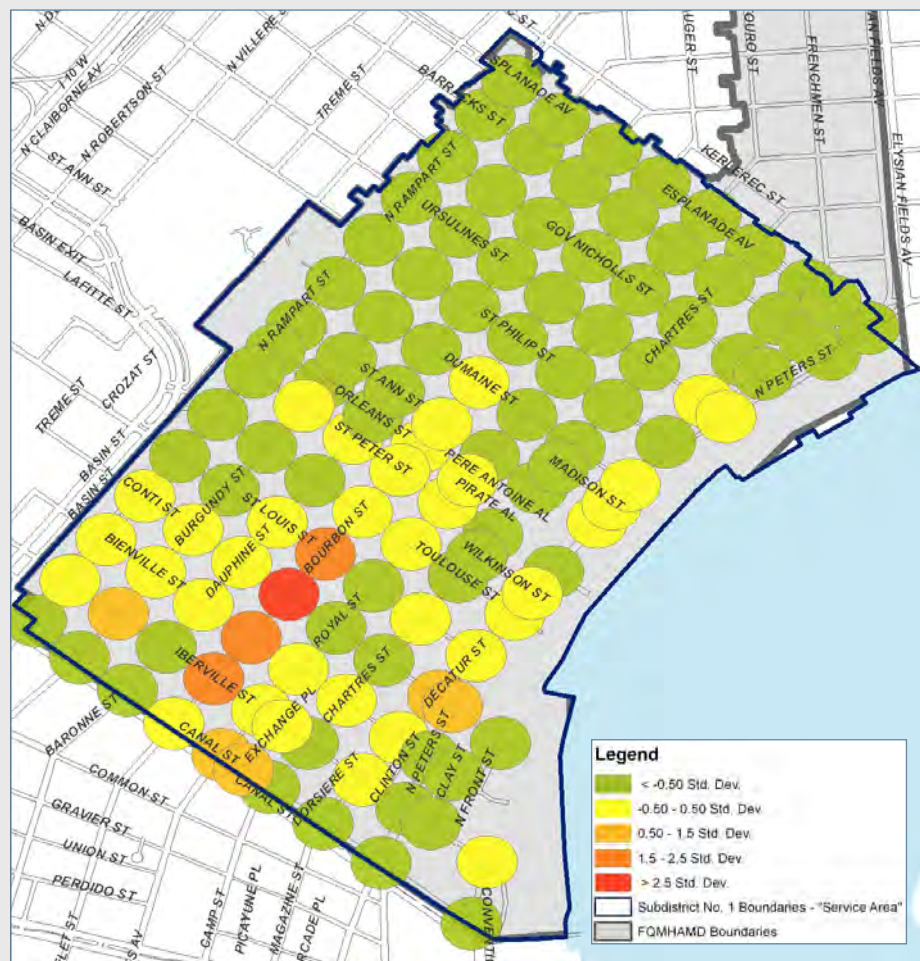 I 10 W
N CLAIBORNE AV
N ROBERTSON ST
N VILLERE
TREME ST
ST ANN ST
BARRACKS ST
SPLANADE AV
FRENCHMEN ST
ELYSIAN FIELDS AV
KERLEREC ST
ESPLANADE AV
N RAMPART ST
URSULINES ST
GOV NICHOLLS ST
BASIN EXIT
LAFITTE ST
N RAMPART ST
CHARTRES ST
ST PHILIP ST
DUMAINE ST
N PETERS ST
CROZAT ST
TREME ST
ST ANN ST
ORLEANS ST
ST PETER ST
BASIN ST
BASIN ST
PERE ANTOINE AL
PIRATE AL
MADISON ST
CONTI ST
BURGUNDY ST
ST LOUIS ST
BOURBON ST
BIENVILLE ST
DAUPHINE ST
TOULOUSE ST
WILKINSON ST
ROYAL ST
IBERVILLE ST
DECATUR ST
CHARTRES ST
EXCHANGE PL
BARONNE ST
CANAL ST
CANAL ST
DORSIERE ST
CLINTON ST
N PETERS ST
CLAY ST
N FRONT ST
COMMON ST
GRAVIER ST
UNION ST
PERDIDO ST
CAMP ST
PICAYUNE PL
MAGAZINE ST
RCADE PL
CONVENTI
Legend
< -0.50 Std. Dev.
-0.50 - 0.50 Std. Dev.
0.50 - 1.5 Std. Dev.
1.5 - 2.5 Std. Dev.
> 2.5 Std. Dev.
Subdistrict No. 1 Boundaries - "Service Area"
FQMHAMD Boundaries